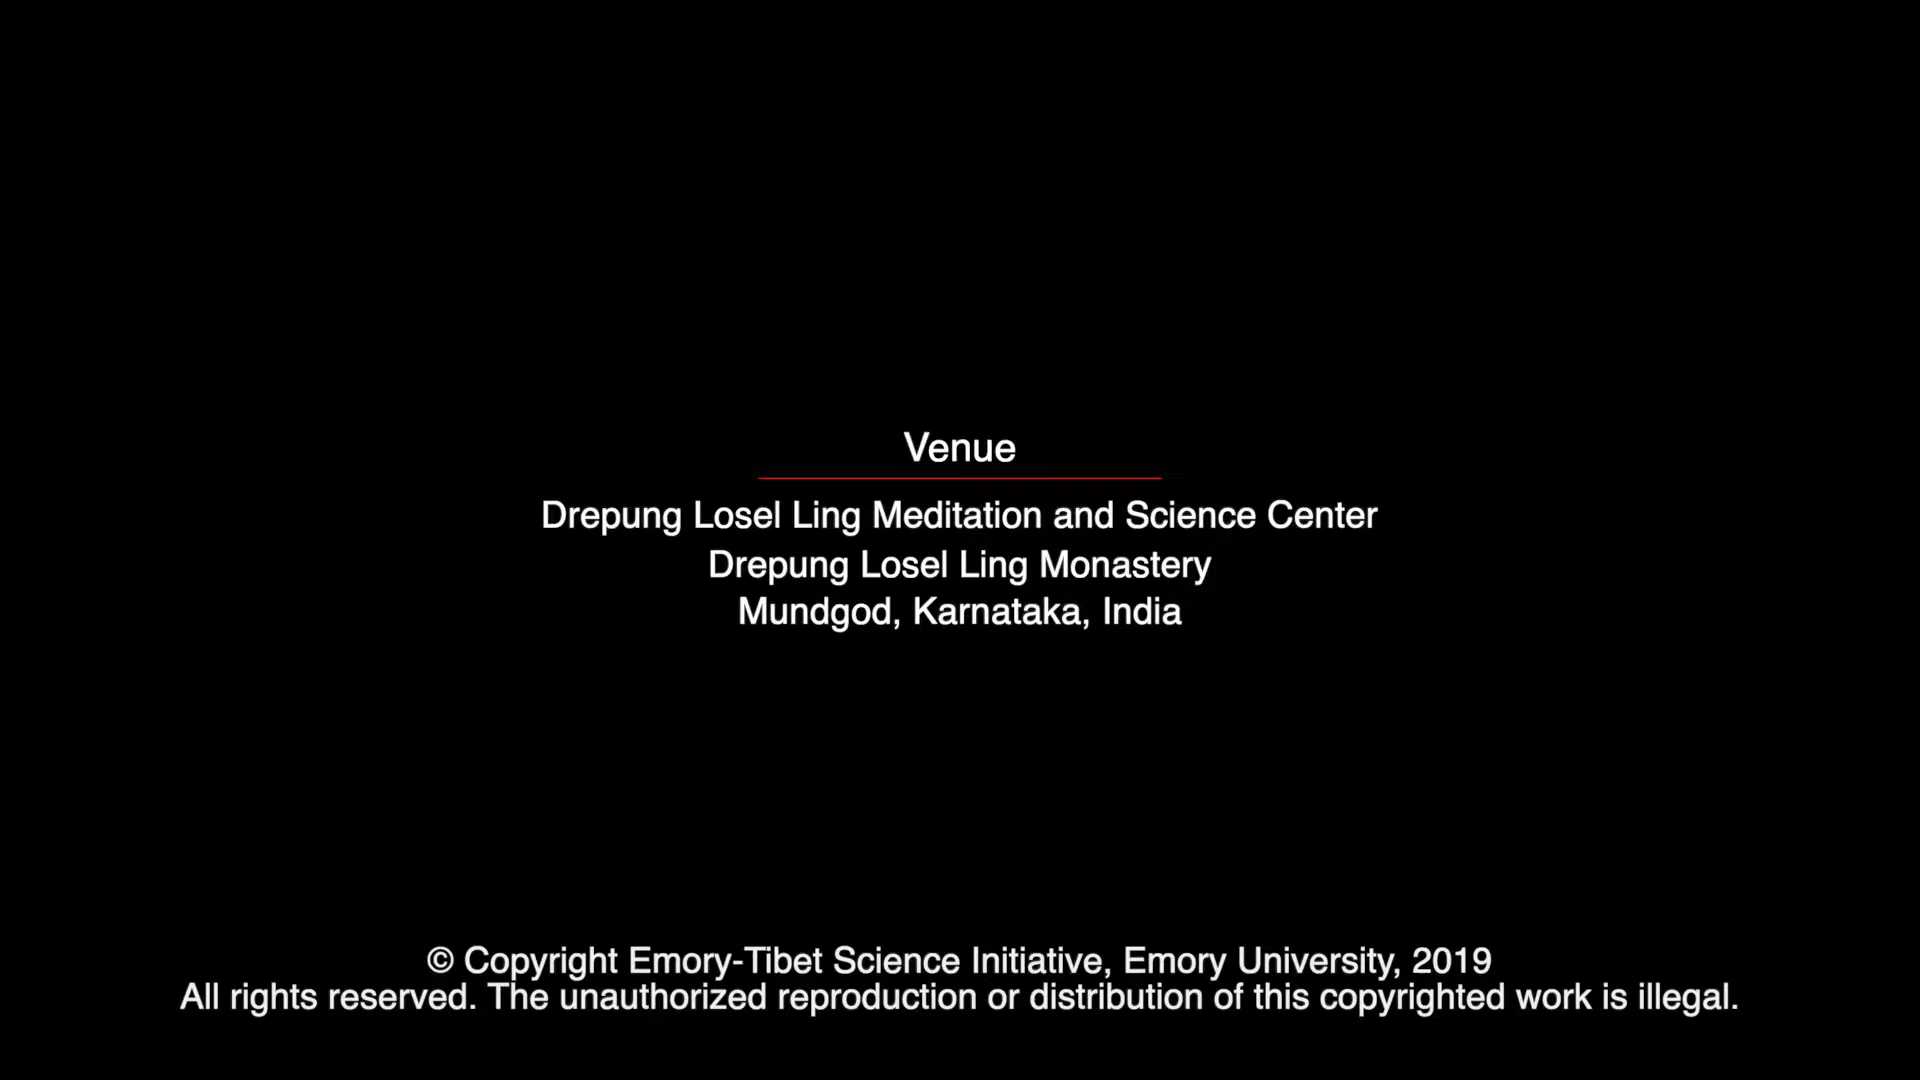 Venue
Drepung Losel Ling Meditation and Science Center
Drepung Losel Ling Monastery
Mundgod, Karnataka, India
© Copyright Emory-Tibet Science Initiative, Emory University, 2019
All rights reserved. The unauthorized reproduction or distribution of this copyrighted work is illegal.